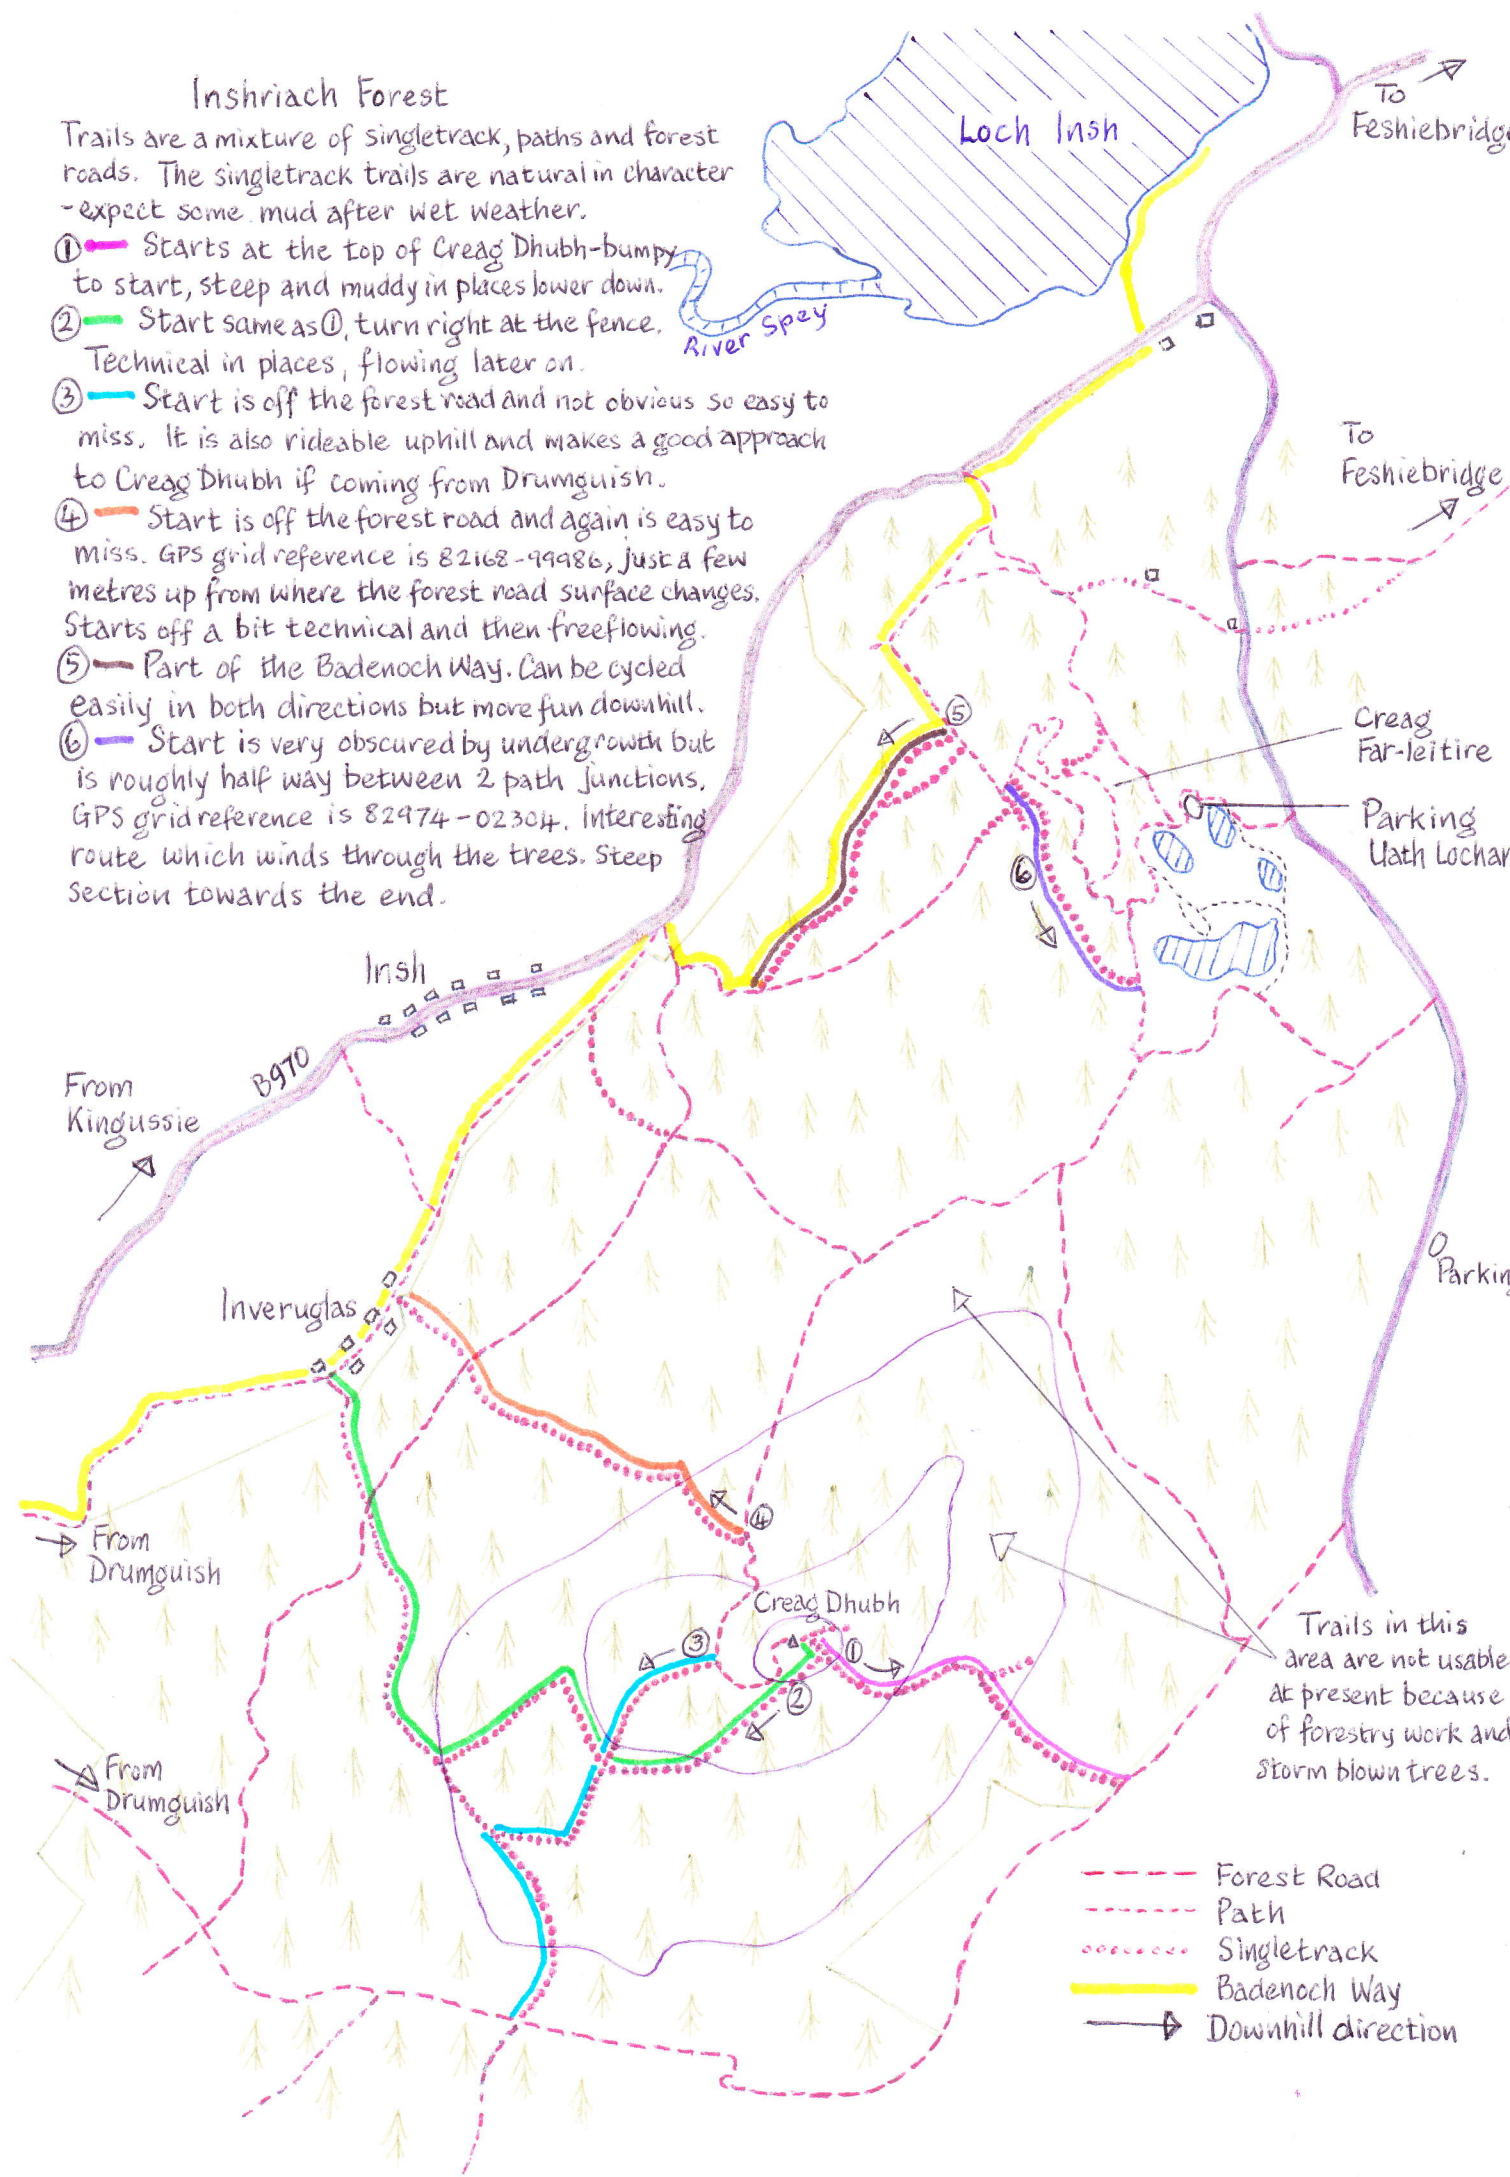 Inshriach Forest
Trails are a mixture of singletrack, paths and forest
roads. The singletrack trails are natural in character
- expect some mud after wet weather.
① Starts at the top of Creag Dhubh-bumpy
to start, steep and muddy in places lower down.
② Start same as ①, turn right at the fence.
Technical in places, flowing later on.
③ Start is off the forest road and not obvious so easy to
miss. It is also rideable uphill and makes a good approach
to Creag Dhubh if coming from Drumguish.
④ Start is off the forest road and again is easy to
miss. GPS grid reference is 82168-99986, just a few
metres up from where the forest road surface changes.
Starts off a bit technical and then freeflowing.
⑤ Part of the Badenoch Way. Can be cycled
easily in both directions but more fun downhill.
⑥ Start is very obscured by undergrowth but
is roughly half way between 2 path junctions.
GPS grid reference is 82974-02304. Interesting
route which winds through the trees. Steep
section towards the end.
Loch Insh
River Spey
To
Feshiebridge
To
Feshiebridge
⑤
Creag
Far-leitire
Parking
Uath Lochan
⑥
Insh
B970
From
Kingussie
Parking
Inveruglas
From
Drumguish
④
Creag Dhubh
③
①
②
Trails in this
area are not usable
at present because
of forestry work and
storm blown trees.
From
Drumguish
Forest Road
Path
Singletrack
Badenoch Way
Downhill direction